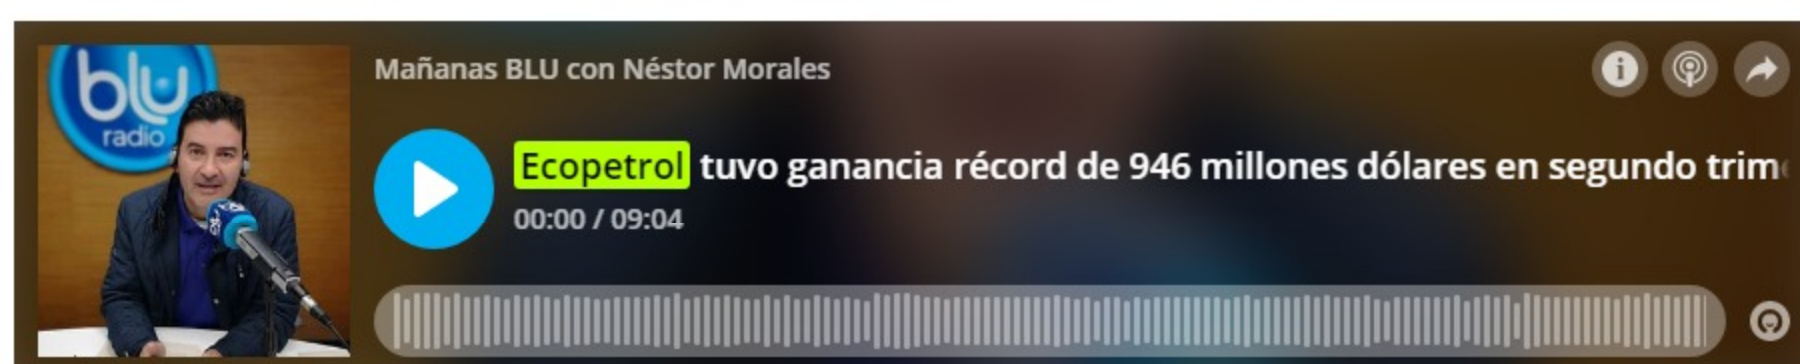 blu
radio
Mañanas BLU con Néstor Morales
Ecopetrol tuvo ganancia récord de 946 millones dólares en segundo trim
00:00 / 09:04